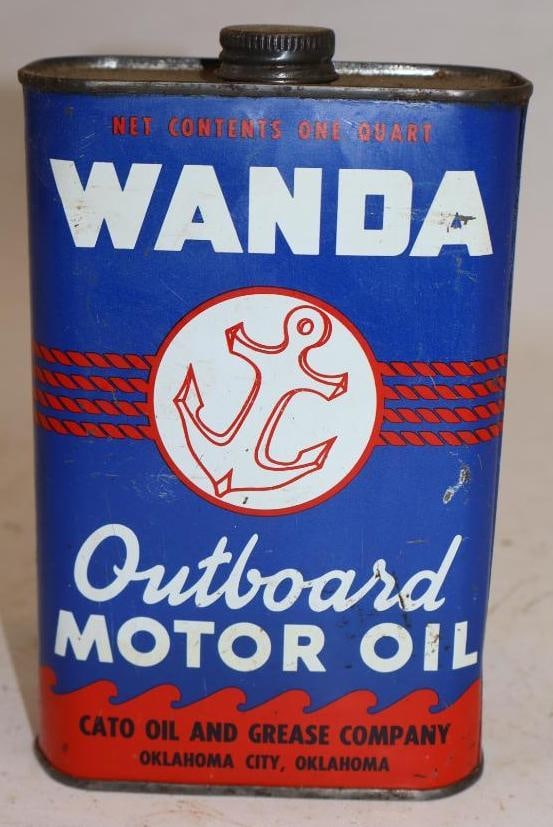 NET CONTENTS ONE QUART
WANDA
Outboard
MOTOR OIL
CATO OIL AND GREASE COMPANY
OKLAHOMA CITY, OKLAHOMA